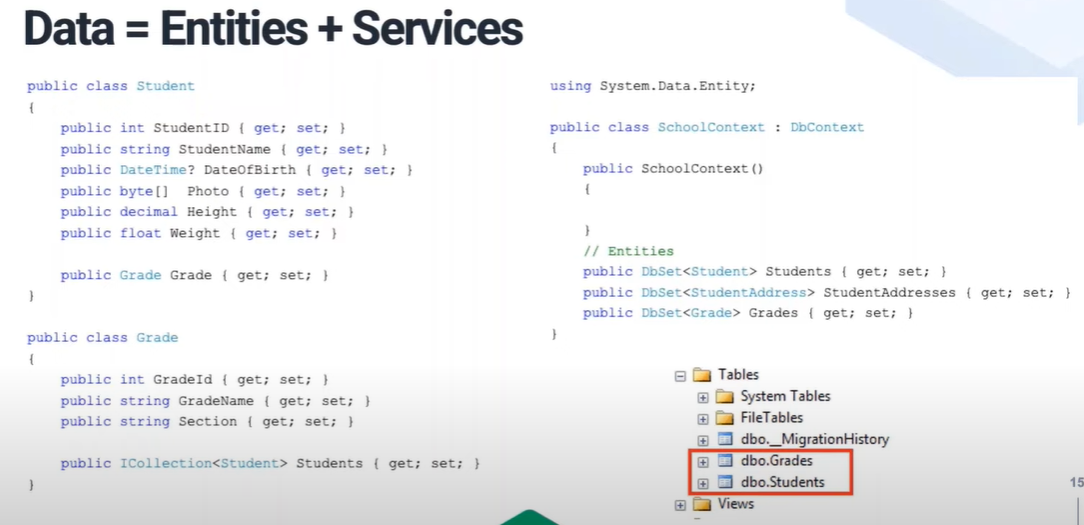 Data = Entities + Services
public class Student
{
public int StudentID { get; set; }
public string StudentName { get; set; }
public DateTime? DateOfBirth { get; set; }
public byte[]  Photo { get; set; }
public decimal Height { get; set; }
public float Weight { get; set; }
public Grade Grade { get; set; }
}
public class Grade
{
public int GradeId { get; set; }
public string GradeName { get; set; }
public string Section { get; set; }
public ICollection<Student> Students { get; set; }
}
using System.Data.Entity;
public class SchoolContext : DbContext
{
public SchoolContext()
{
}
// Entities
public DbSet<Student> Students { get; set; }
public DbSet<StudentAddress> StudentAddresses { get; set; }
public DbSet<Grade> Grades { get; set; }
}
Tables
System Tables
FileTables
dbo.__MigrationHistory
dbo.Grades
dbo.Students
Views
15